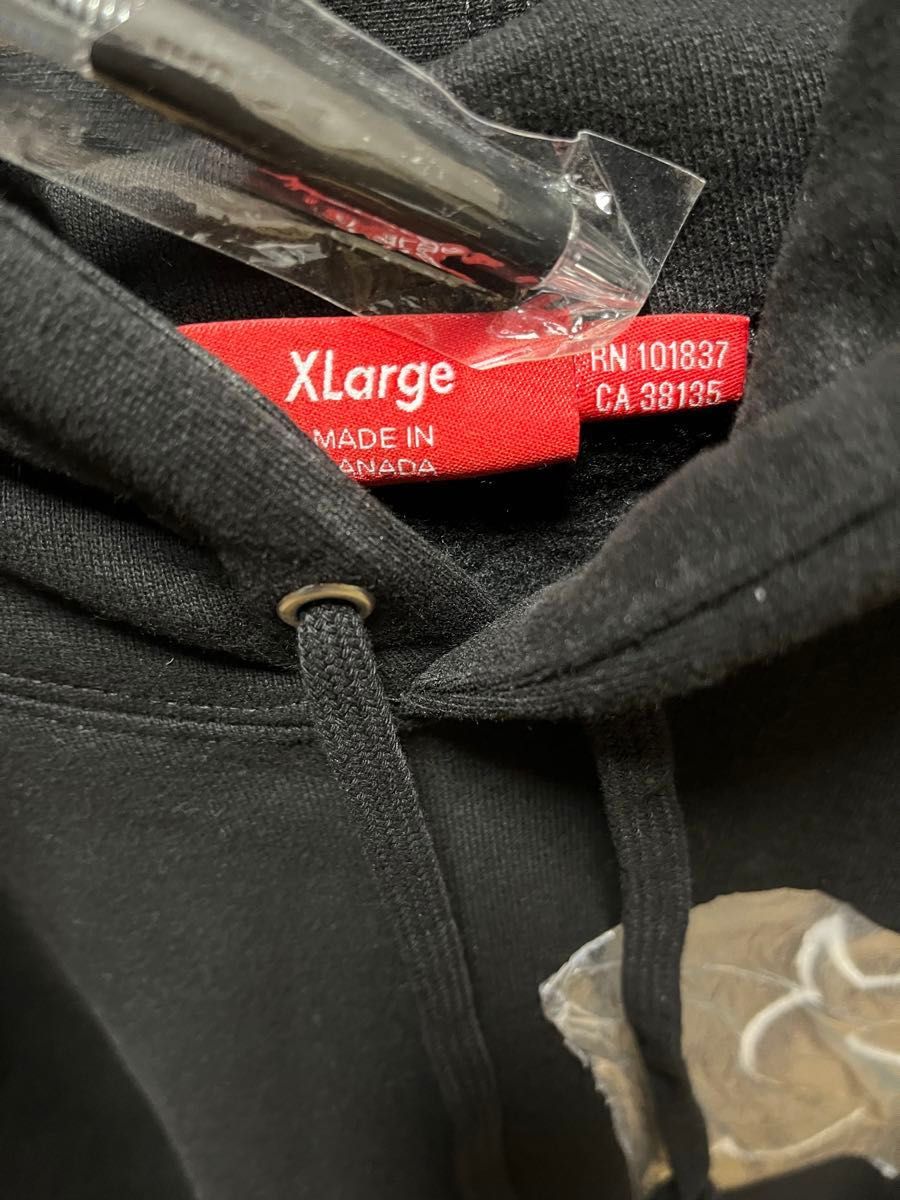 XLarge
MADE IN
ANADA
RN 101837
CA 38135